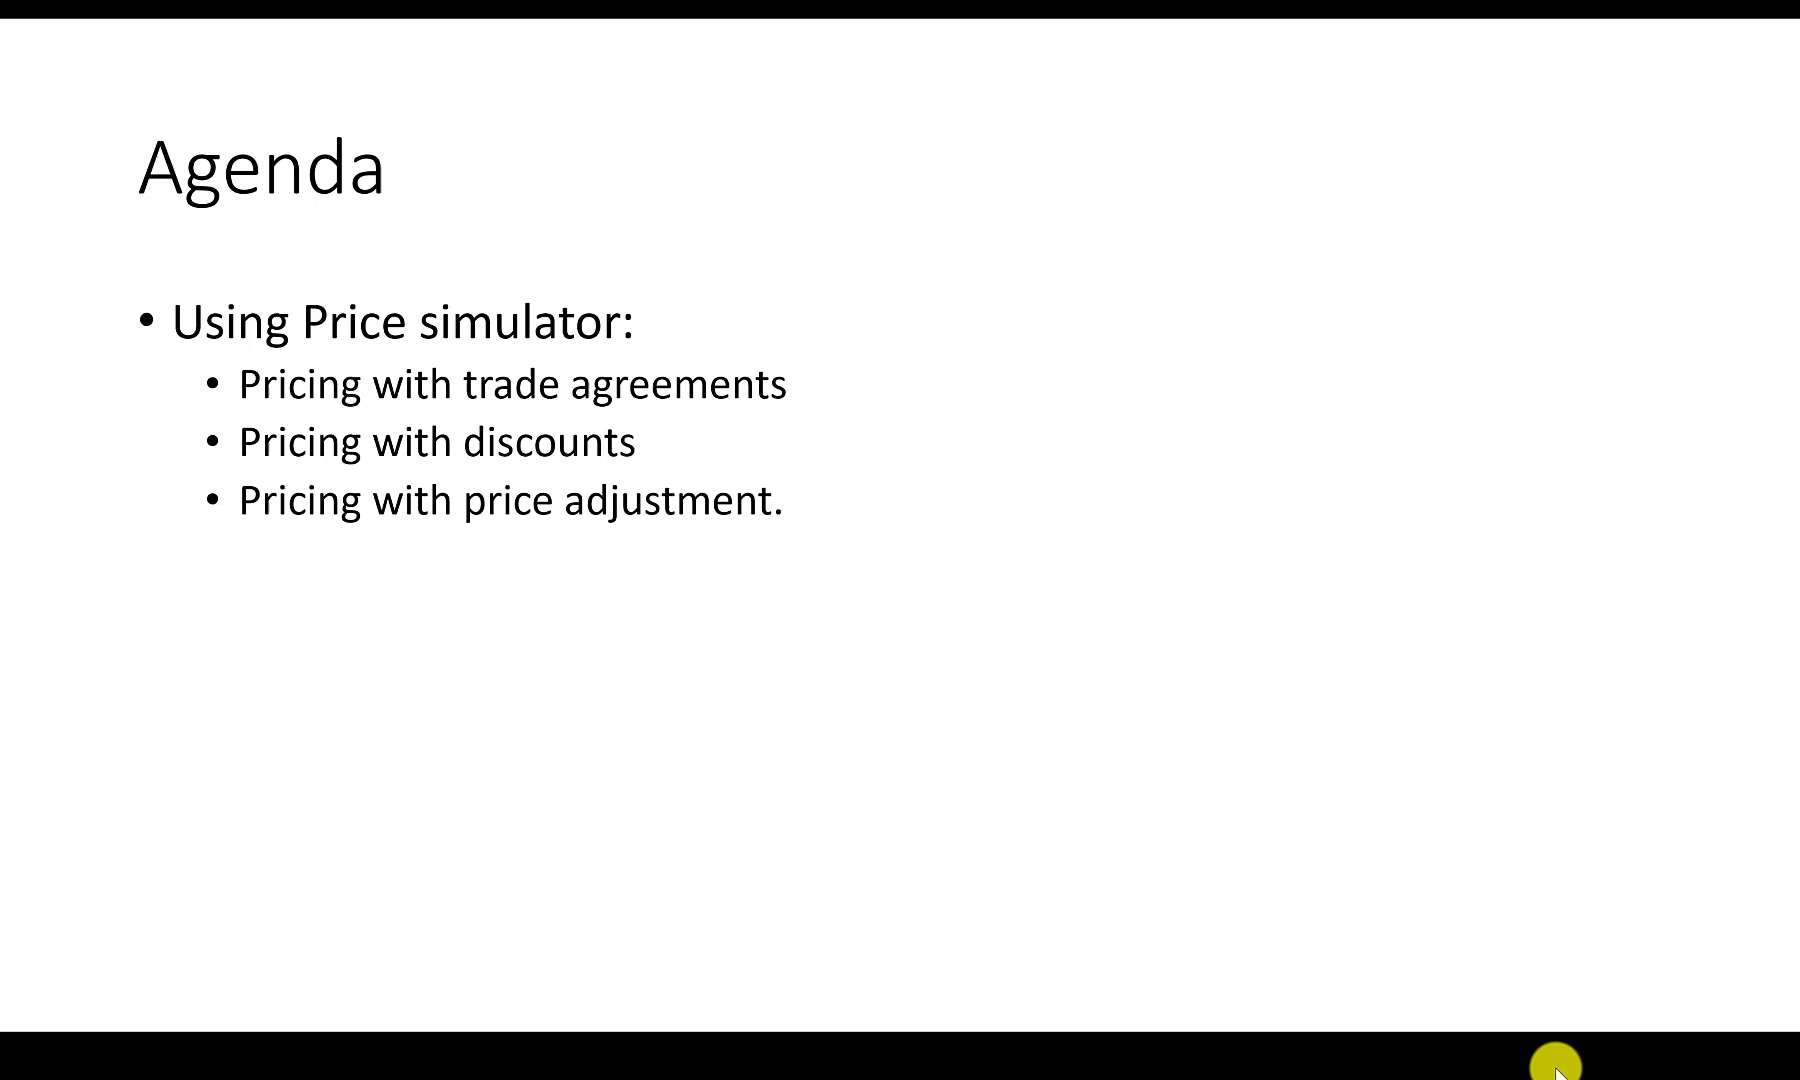 Agenda
• Using Price simulator:
• Pricing with trade agreements
• Pricing with discounts
• Pricing with price adjustment.